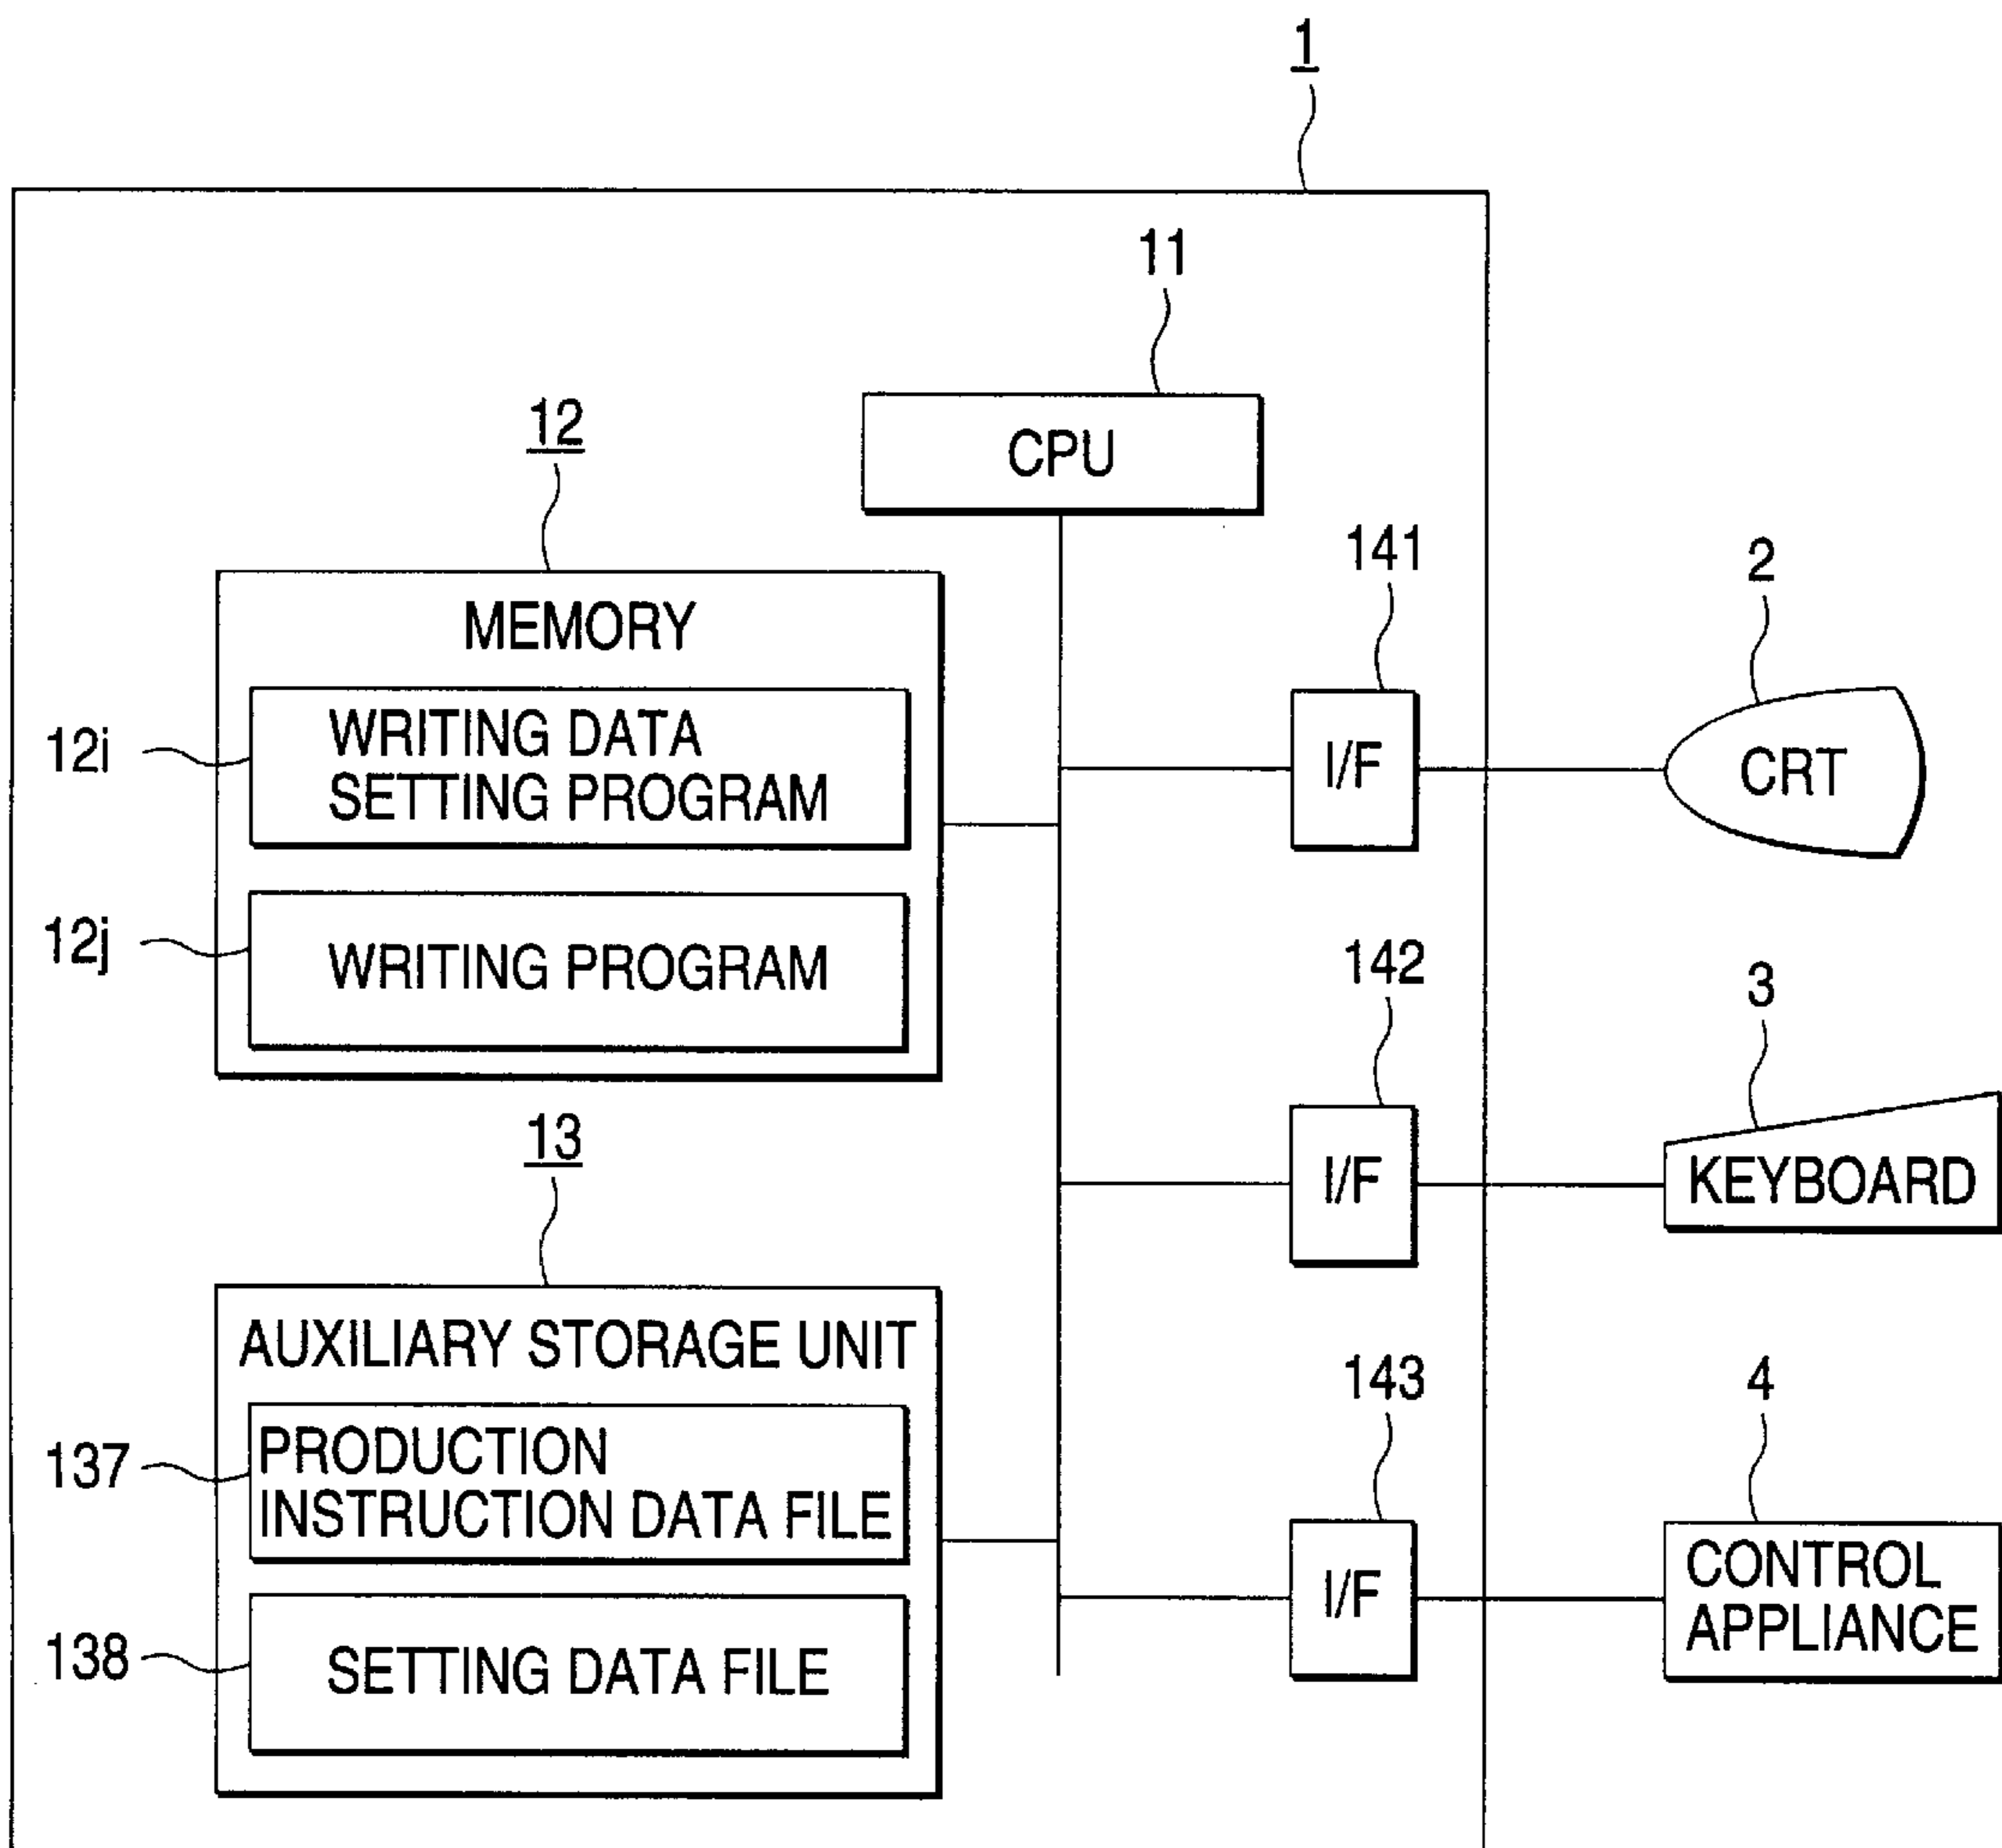 1
11
CPU
12
MEMORY
12i
WRITING DATA
SETTING PROGRAM
12j
WRITING PROGRAM
13
AUXILIARY STORAGE UNIT
137
PRODUCTION
INSTRUCTION DATA FILE
138
SETTING DATA FILE
141
I/F
2
CRT
142
I/F
3
KEYBOARD
143
I/F
4
CONTROL
APPLIANCE